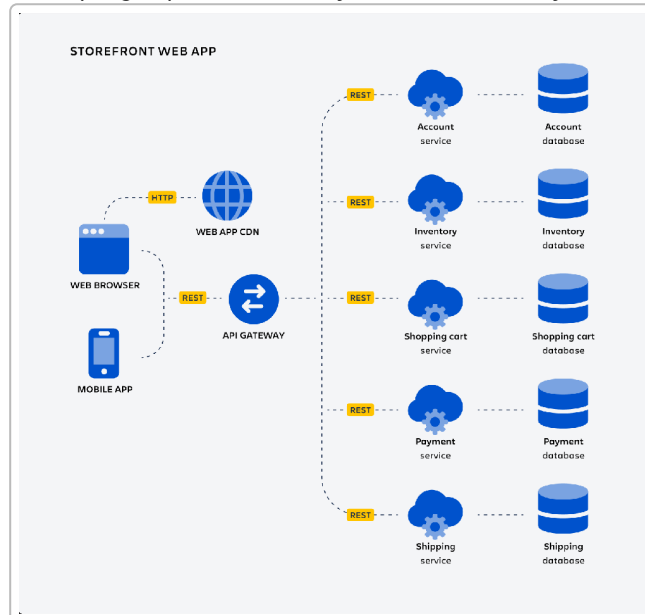 STOREFRONT WEB APP
REST
Account
service
Account
database
HTTP
WEB APP CDN
REST
Inventory
service
Inventory
database
WEB BROWSER
REST
API GATEWAY
REST
Shopping cart
service
Shopping cart
database
MOBILE APP
REST
Payment
service
Payment
database
REST
Shipping
service
Shipping
database